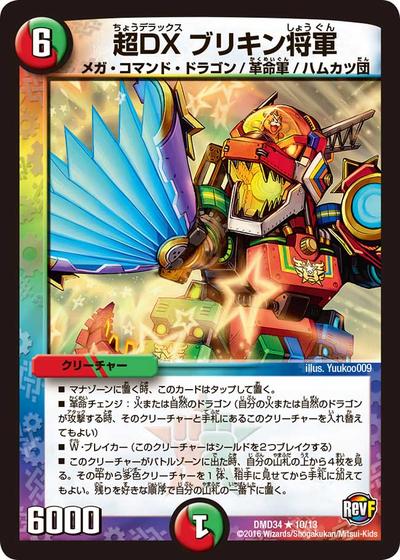 6
ちょうデラックス しょうぐん
超DX ブリキン将軍
かくめいぐん だん
メガ・コマンド・ドラゴン / 革命軍 / ハムカツ団
クリーチャー
illus. Yuukoo009
■ マナゾーンに置く時、このカードはタップして置く。
■ 革命チェンジ：火または自然のドラゴン（自分の火または自然のドラゴン
が攻撃する時、そのクリーチャーと手札にあるこのクリーチャーを入れ替
えてもよい）
■ W・ブレイカー（このクリーチャーはシールドを2つブレイクする）
■ このクリーチャーがバトルゾーンに出た時、自分の山札の上から4枚を見
る。その中から多色クリーチャーを1体、相手に見せてから手札に加えて
もよい。残りを好きな順序で自分の山札の一番下に置く。
6000
1
RevF
DMD34 ★ 10/13
©2016 Wizards/Shogakukan/Mitsui-Kids